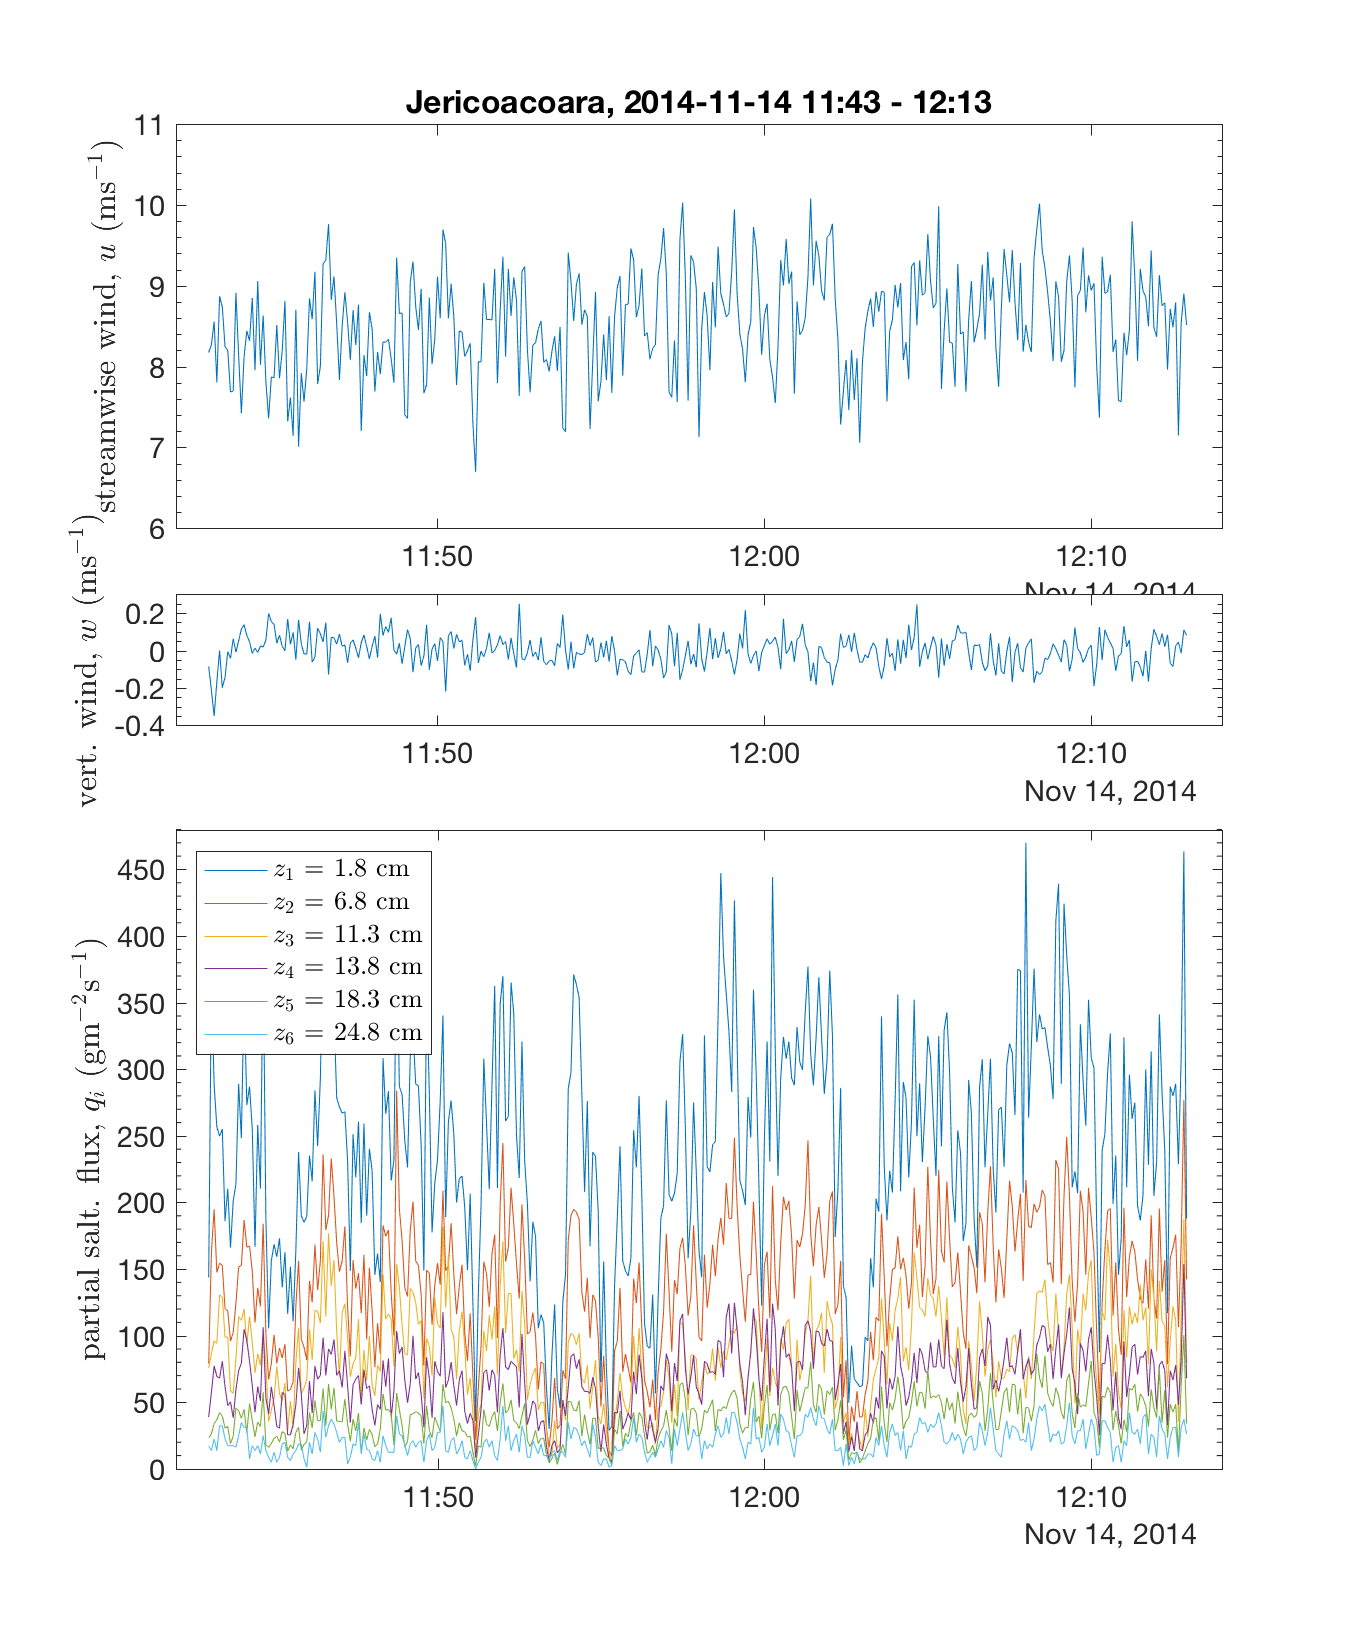 Jericoacoara, 2014-11-14 11:43 - 12:13
streamwise wind, u (ms⁻¹)
11
10
9
8
7
6
11:50 12:00 12:10
Nov 14, 2014
vert. wind, w (ms⁻¹)
0.2
0
-0.2
-0.4
11:50 12:00 12:10
Nov 14, 2014
partial salt. flux, qᵢ (gm⁻²s⁻¹)
450
400
350
300
250
200
150
100
50
0
z₁ = 1.8 cm
z₂ = 6.8 cm
z₃ = 11.3 cm
z₄ = 13.8 cm
z₅ = 18.3 cm
z₆ = 24.8 cm
11:50 12:00 12:10
Nov 14, 2014